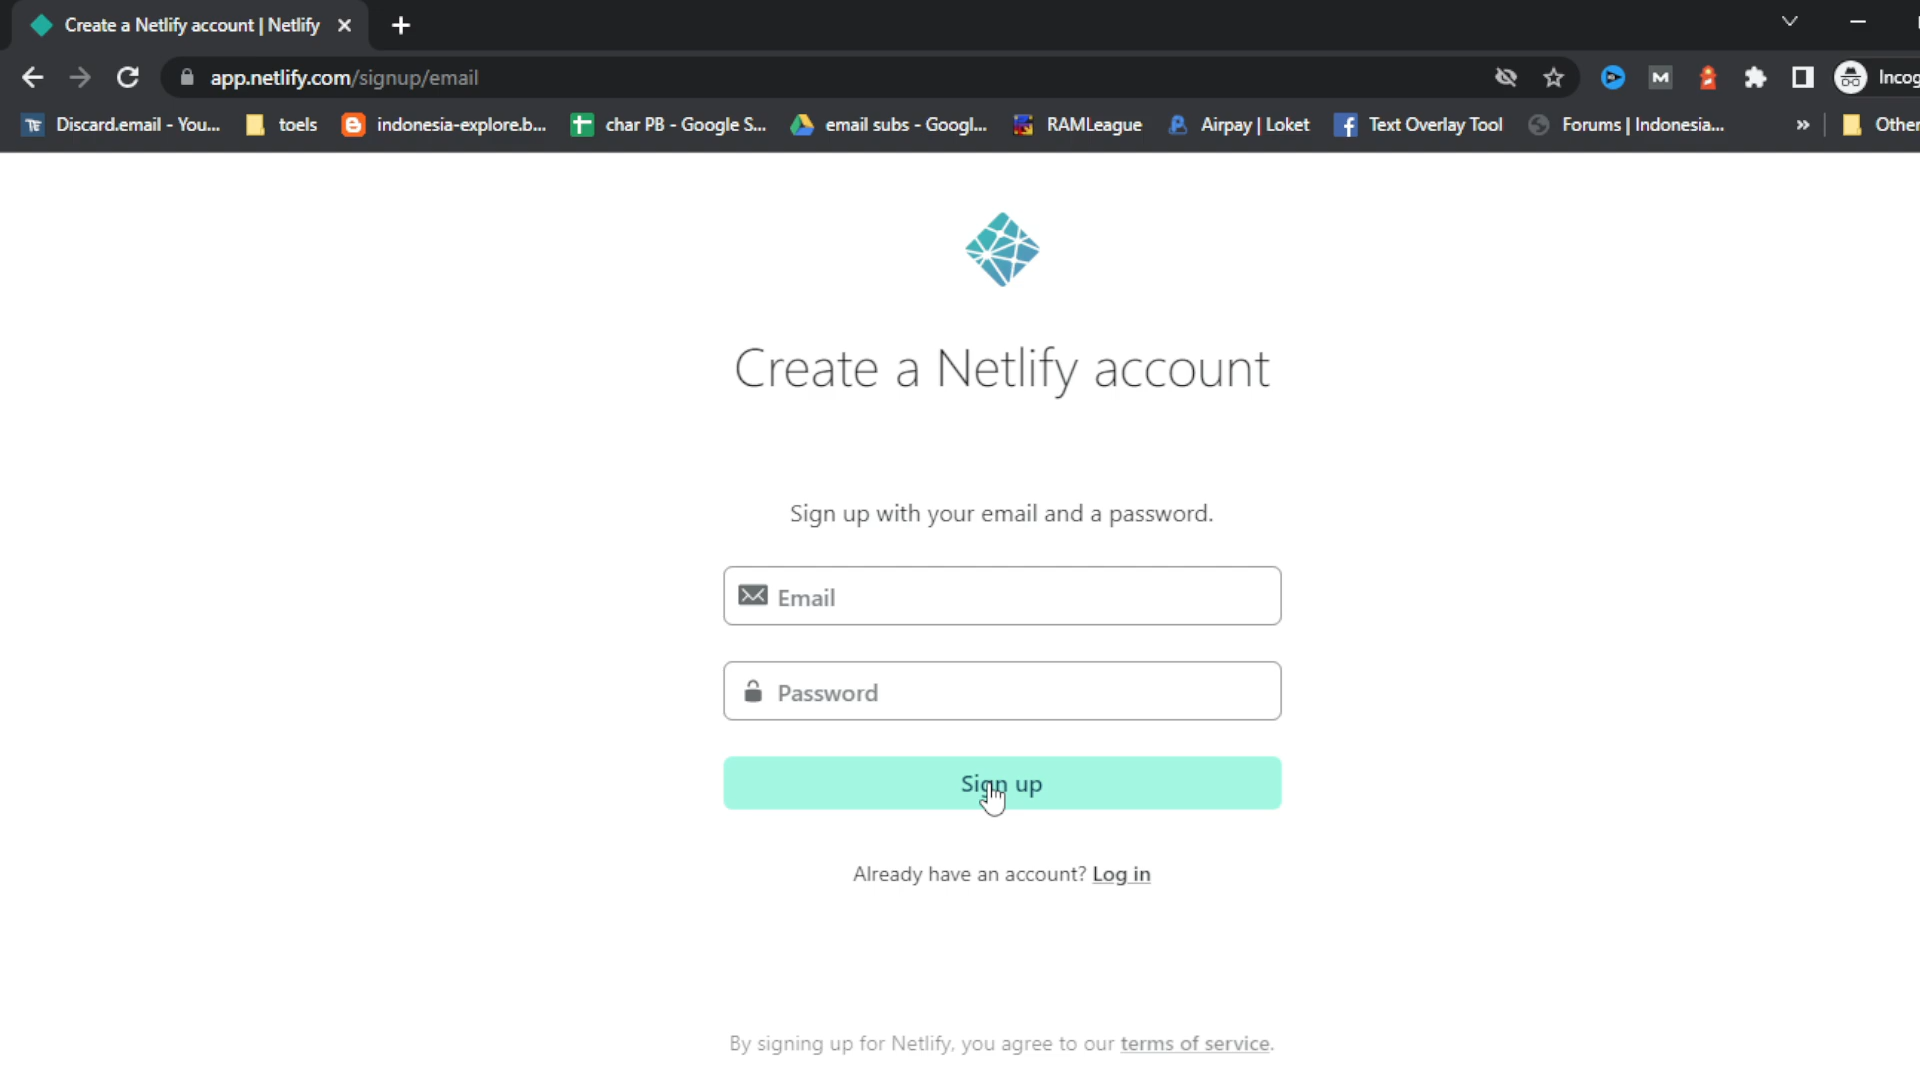 Create a Netlify account | Netlify
app.netlify.com/signup/email
Incog
TE Discard.email - You... toels indonesia-explore.b... char PB - Google S... email subs - Googl... RAMLeague Airpay | Loket Text Overlay Tool Forums | Indonesia... » Other
Create a Netlify account
Sign up with your email and a password.
Email
Password
Sign up
Already have an account? Log in
By signing up for Netlify, you agree to our terms of service.